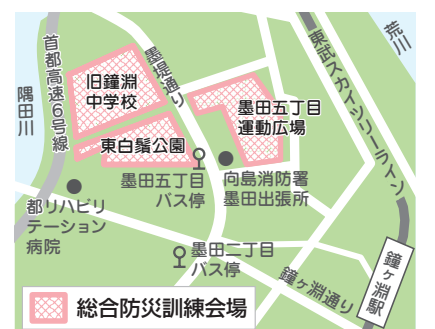 首都高速6号線
隅田川
旧鐘淵
中学校
墨堤通り
東武スカイツリーライン
荒川
墨田五丁目
運動広場
東白鬚公園
墨田五丁目
バス停
向島消防署
墨田出張所
都リハビリ
テーション
病院
墨田二丁目
バス停
鐘ヶ淵通り
鐘ヶ淵駅
総合防災訓練会場